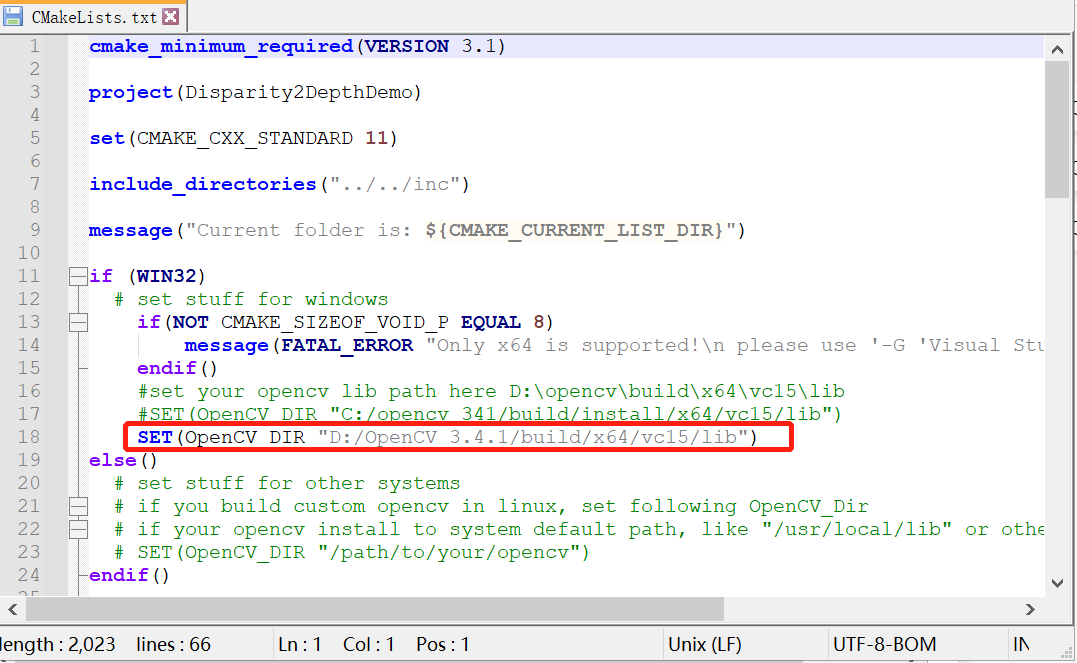 CMakeLists.txt
1 cmake_minimum_required(VERSION 3.1)
2
3 project(Disparity2DepthDemo)
4
5 set(CMAKE_CXX_STANDARD 11)
6
7 include_directories("../../inc")
8
9 message("Current folder is: ${CMAKE_CURRENT_LIST_DIR}")
10
11 if (WIN32)
12 # set stuff for windows
13 if(NOT CMAKE_SIZEOF_VOID_P EQUAL 8)
14 message(FATAL_ERROR "Only x64 is supported!\n please use '-G 'Visual Stu
15 endif()
16 #set your opencv lib path here D:\opencv\build\x64\vc15\lib
17 #SET(OpenCV_DIR "C:/opencv_341/build/install/x64/vc15/lib")
18 SET(OpenCV_DIR "D:/OpenCV_3.4.1/build/x64/vc15/lib")
19 else()
20 # set stuff for other systems
21 # if you build custom opencv in linux, set following OpenCV_Dir
22 # if your opencv install to system default path, like "/usr/local/lib" or othe
23 # SET(OpenCV_DIR "/path/to/your/opencv")
24 endif()
length : 2,023 lines : 66 Ln : 1 Col : 1 Pos : 1 Unix (LF) UTF-8-BOM IN